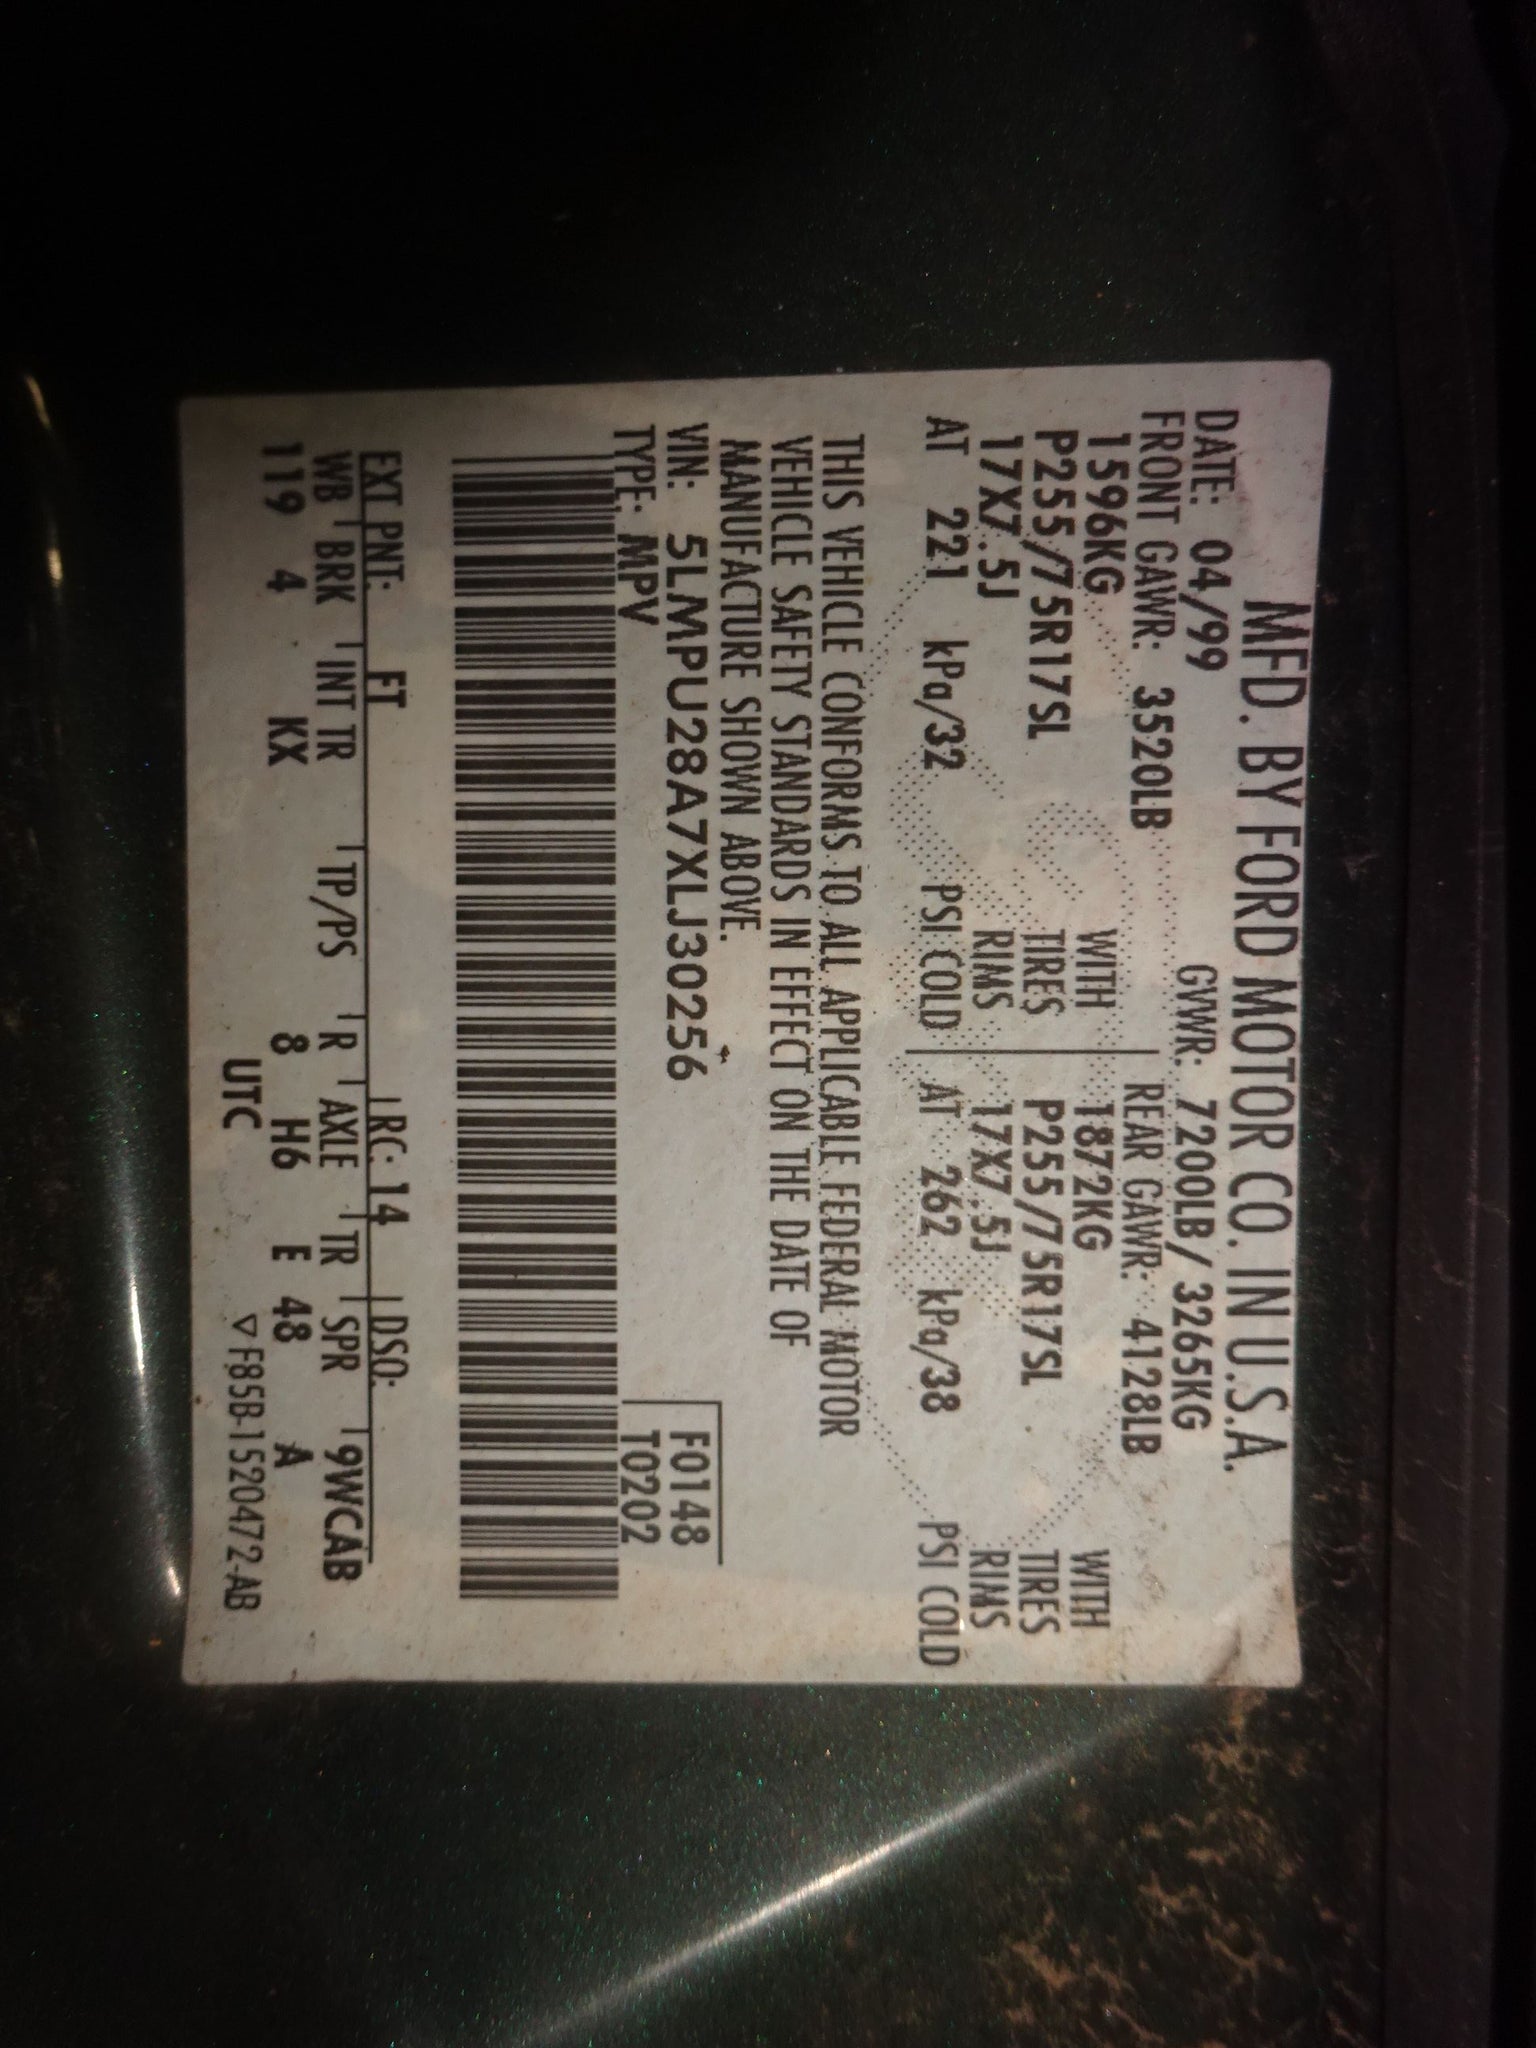 MFD. BY FORD MOTOR CO. IN U.S.A.
DATE: 04/99 GVWR: 7200LB/ 3265KG
FRONT GAWR: 3520LB REAR GAWR: 4128LB
1596KG WITH 1872KG WITH
P255/75R17SL TIRES P255/75R17SL TIRES
17X7.5J RIMS 17X7.5J RIMS
AT 221 kPa/32 PSI COLD AT 262 kPa/38 PSI COLD
THIS VEHICLE CONFORMS TO ALL APPLICABLE FEDERAL MOTOR
VEHICLE SAFETY STANDARDS IN EFFECT ON THE DATE OF
MANUFACTURE SHOWN ABOVE.
VIN: 5LMPU28A7XLJ30256 F0148
TYPE: MPV T0202
EXT PNT: FT RC: 14 DSO:
WB BRK INT TR TP/PS R AXLE TR SPR 9WCAB
119 4 KX 8 H6 E 48 A
UTC ▽ F85B-1520472-AB